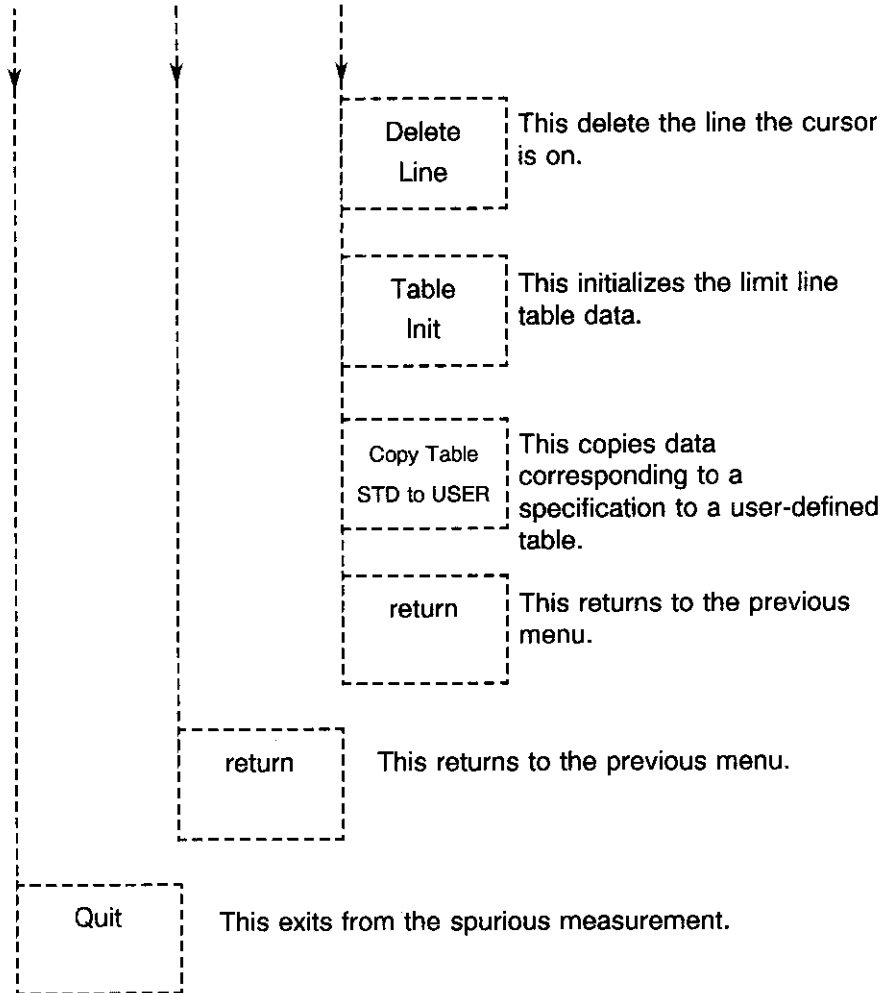 Delete
Line
This delete the line the cursor
is on.
Table
Init
This initializes the limit line
table data.
Copy Table
STD to USER
This copies data
corresponding to a
specification to a user-defined
table.
return
This returns to the previous
menu.
return
This returns to the previous menu.
Quit
This exits from the spurious measurement.